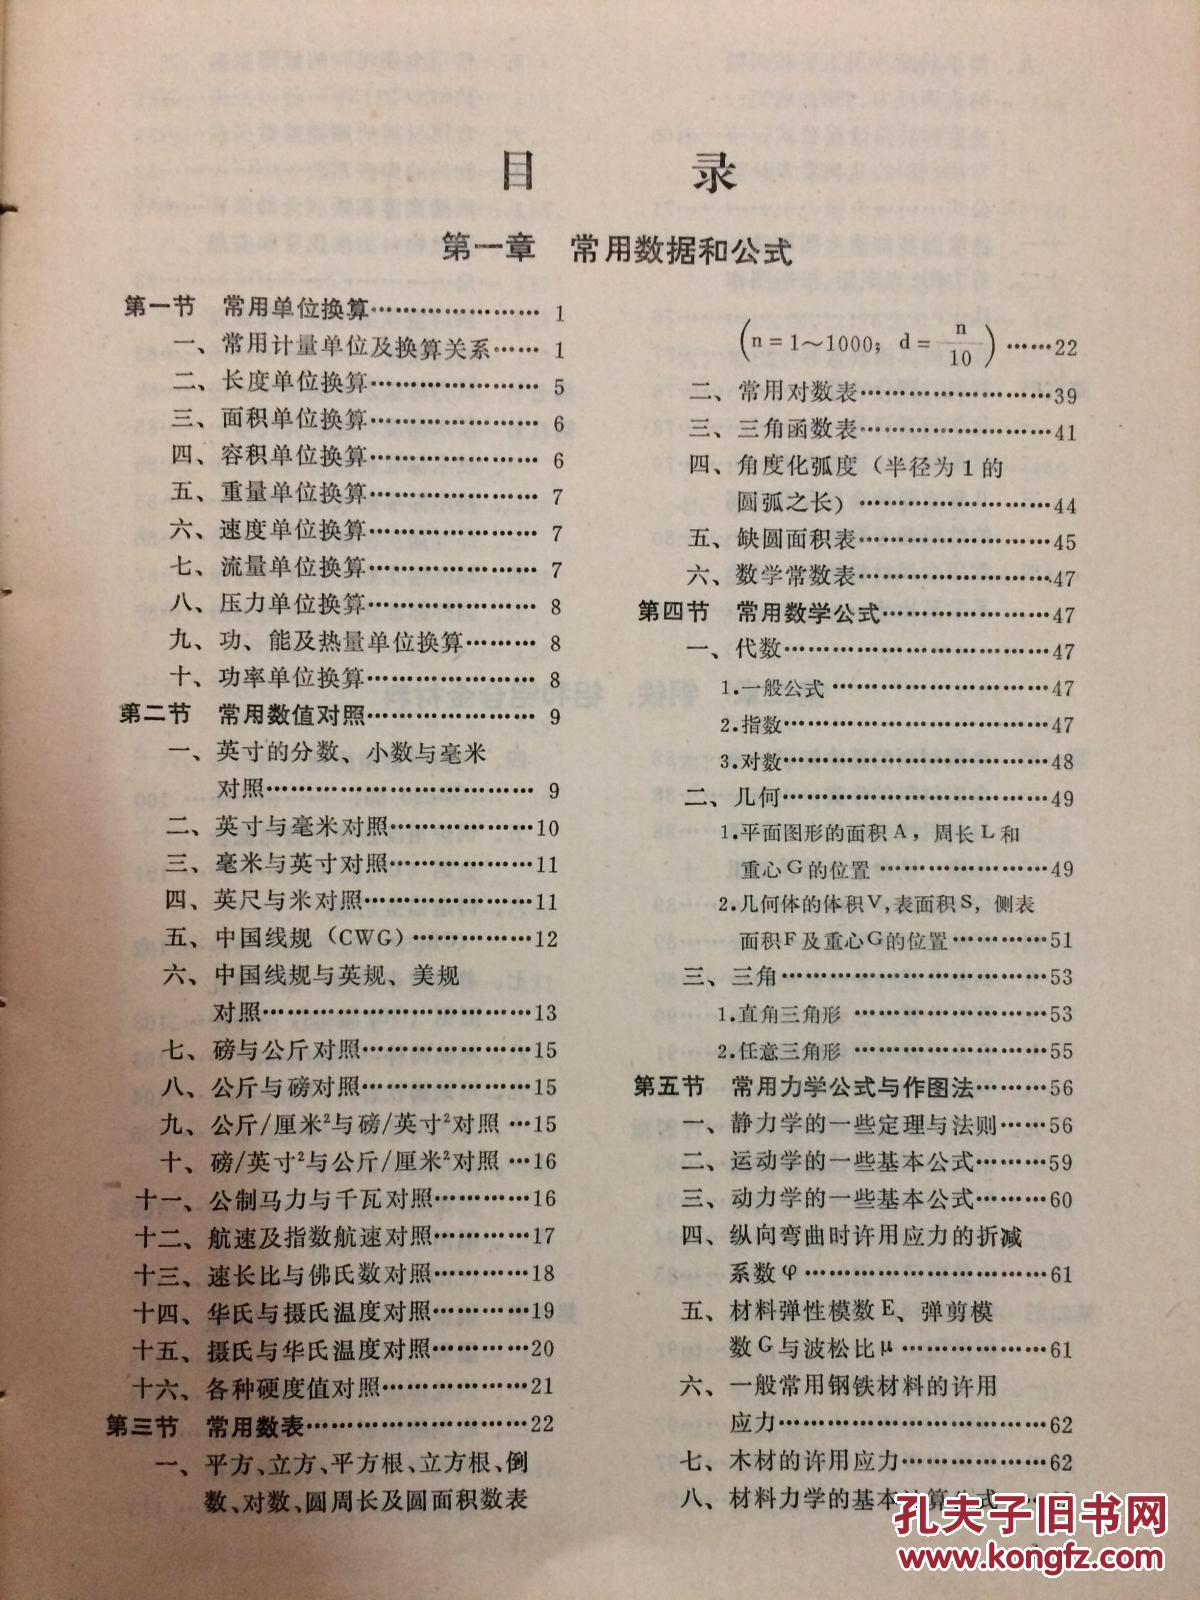 目 录
第一章 常用数据和公式
第一节 常用单位换算…………………1
一、常用计量单位及换算关系……1
二、长度单位换算…………………5
三、面积单位换算…………………6
四、容积单位换算…………………6
五、重量单位换算…………………7
六、速度单位换算…………………7
七、流量单位换算…………………7
八、压力单位换算…………………8
九、功、能及热量单位换算………8
十、功率单位换算…………………8
第二节 常用数值对照…………………9
一、英寸的分数、小数与毫米
对照……………………………9
二、英寸与毫米对照………………10
三、毫米与英寸对照………………11
四、英尺与米对照…………………11
五、中国线规（CWG）……………12
六、中国线规与英规、美规
对照……………………………13
七、磅与公斤对照…………………15
八、公斤与磅对照…………………15
九、公斤/厘米²与磅/英寸²对照…15
十、磅/英寸²与公斤/厘米²对照…16
十一、公制马力与千瓦对照…………16
十二、航速及指数航速对照…………17
十三、速长比与佛氏数对照…………18
十四、华氏与摄氏温度对照…………19
十五、摄氏与华氏温度对照…………20
十六、各种硬度值对照………………21
第三节 常用数表………………………22
一、平方、立方、平方根、立方根、倒
数、对数、圆周长及圆面积数表
(n＝1～1000；d＝n/10)……22
二、常用对数表……………………39
三、三角函数表……………………41
四、角度化弧度（半径为1的
圆弧之长）……………………44
五、缺圆面积表……………………45
六、数学常数表……………………47
第四节 常用数学公式…………………47
一、代数……………………………47
1.一般公式………………………47
2.指数……………………………47
3.对数……………………………48
二、几何……………………………49
1.平面图形的面积A，周长L和
重心G的位置…………………49
2.几何体的体积V,表面积S，侧表
面积F及重心G的位置…………51
三、三角……………………………53
1.直角三角形……………………53
2.任意三角形……………………55
第五节 常用力学公式与作图法………56
一、静力学的一些定理与法则……56
二、运动学的一些基本公式………59
三、动力学的一些基本公式………60
四、纵向弯曲时许用应力的折减
系数φ…………………………61
五、材料弹性模数E、弹剪模
数G与波松比μ………………61
六、一般常用钢铁材料的许用
应力……………………………62
七、木材的许用应力………………62
八、材料力学的基本计算公式…
孔夫子旧书网
www.kongfz.com